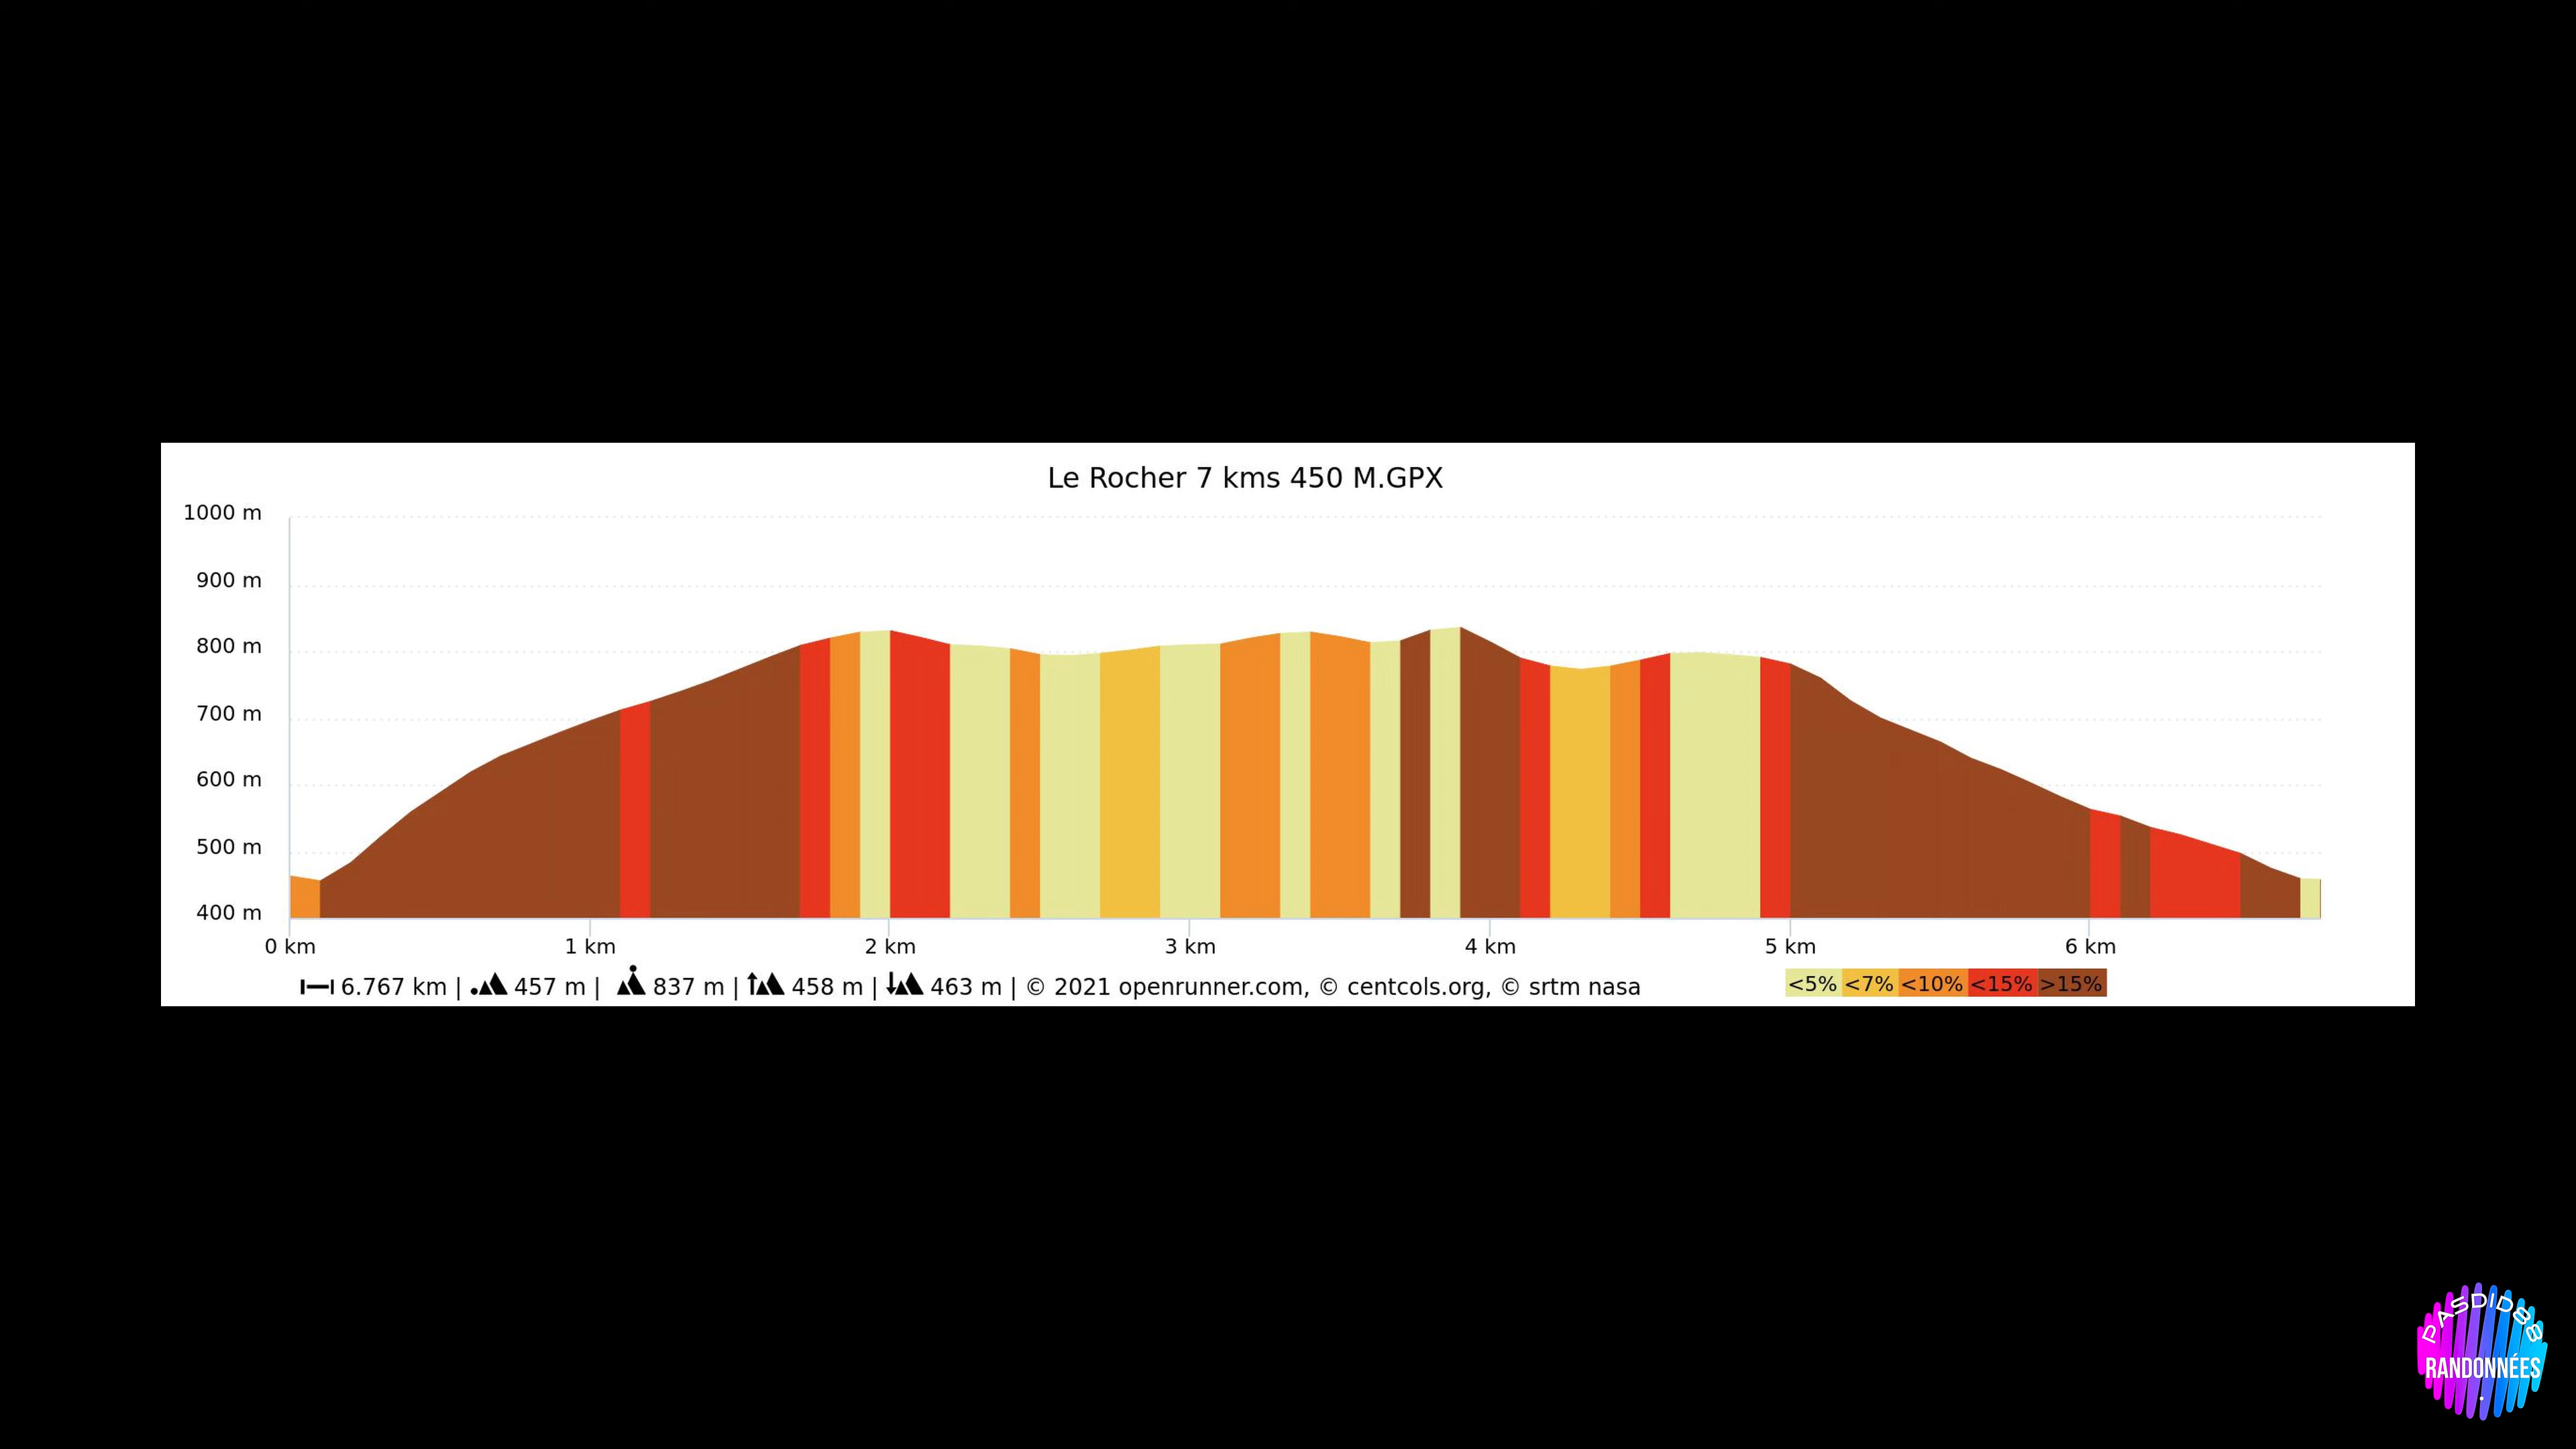 Le Rocher 7 kms 450 M.GPX
1000 m
900 m
800 m
700 m
600 m
500 m
400 m
0 km 1 km 2 km 3 km 4 km 5 km 6 km
6.767 km | 457 m | 837 m | 458 m | 463 m | © 2021 openrunner.com, © centcols.org, © srtm nasa
<5% <7% <10% <15% >15%
PASDID88
RANDONNÉES